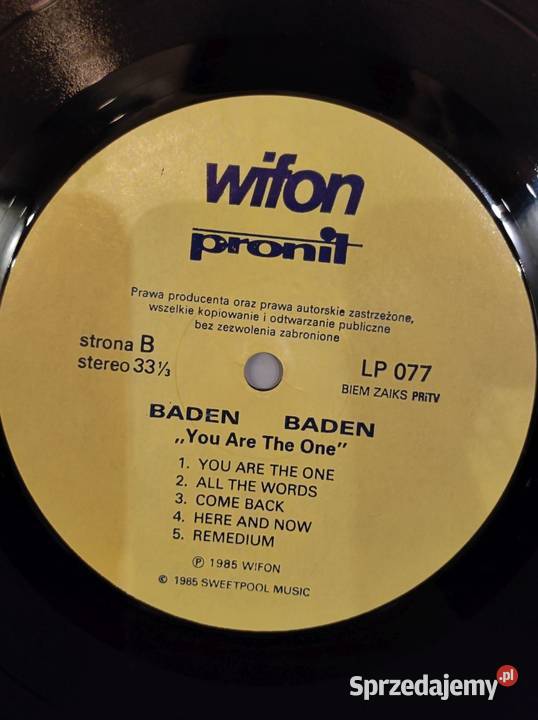 wifon
pronit
Prawa producenta oraz prawa autorskie zastrzeżone,
wszelkie kopiowanie i odtwarzanie publiczne
bez zezwolenia zabronione
strona B
stereo 33 ⅓
LP 077
BIEM ZAIKS PRiTV
BADEN BADEN
„You Are The One”
1. YOU ARE THE ONE
2. ALL THE WORDS
3. COME BACK
4. HERE AND NOW
5. REMEDIUM
℗ 1985 WIFON
© 1985 SWEETPOOL MUSIC
Sprzedajemy.pl